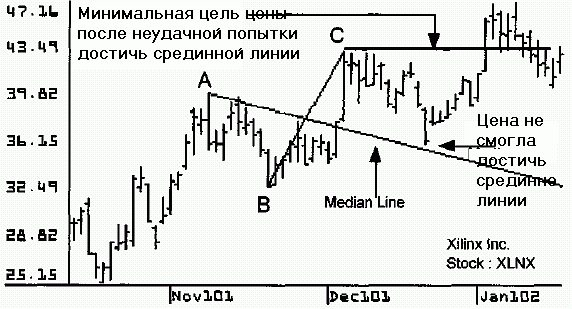 47.16
Минимальная цель цены
после неудачной попытки
достичь срединной линии
43.49
C
A
39.82
Цена не
смогла
достичь
срединне
линии
36.15
32.49
B
Median Line
28.82
Xilinx Inc.
Stock : XLNX
25.15
Nov101
Dec101
Jan102